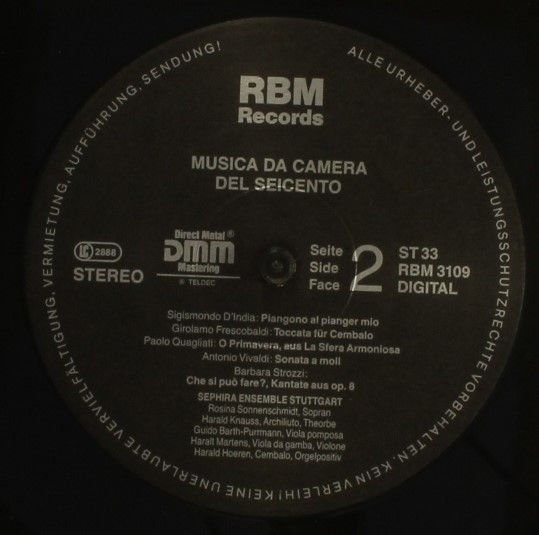 ALLE URHEBER- UND LEISTUNGSSCHUTZRECHTE VORBEHALTEN. KEIN VERLEIH! KEINE UNERLAUBTE VERVIELFÄLTIGUNG, VERMIETUNG, AUFFÜHRUNG, SENDUNG!
RBM
Records
MUSICA DA CAMERA
DEL SEICENTO
LC 2888
STEREO
Direct Metal ®
DMM
Mastering
® TELDEC
Seite
Side
Face
2
ST 33
RBM 3109
DIGITAL
Sigismondo D'India: Piangono al pianger mio
Girolamo Frescobaldi: Toccata für Cembalo
Paolo Quagliati: O Primavera, aus La Sfera Armoniosa
Antonio Vivaldi: Sonata a moll
Barbara Strozzi:
Che si può fare?, Kantate aus op. 8
SEPHIRA ENSEMBLE STUTTGART
Rosina Sonnenschmidt, Sopran
Harald Knauss, Archiliuto, Theorbe
Guido Barth-Purrmann, Viola pomposa
Haralt Martens, Viola da gamba, Violone
Harald Hoeren, Cembalo, Orgelpositiv